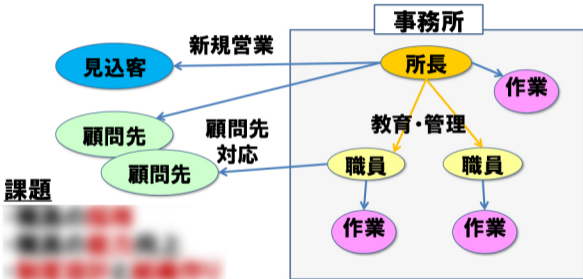 事務所
新規営業
見込客
所長
作業
教育・管理
顧問先
顧問先
対応
顧問先
職員
職員
課題
作業
作業